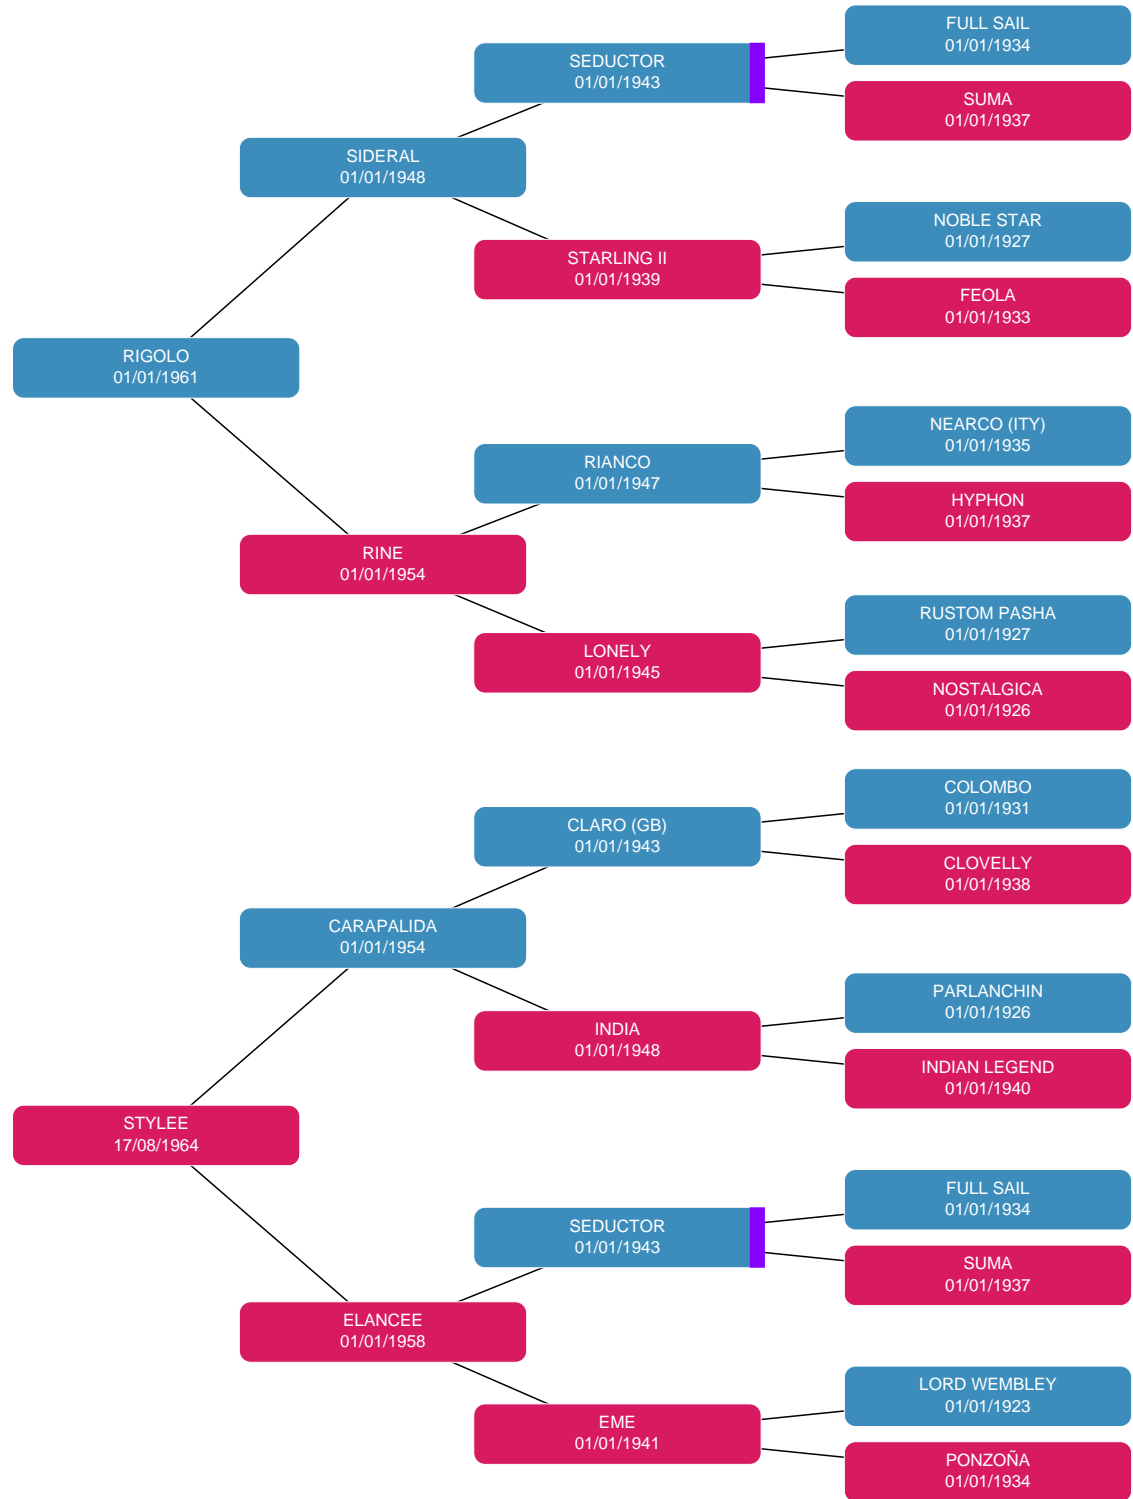 FULL SAIL
01/01/1934
SEDUCTOR
01/01/1943
SUMA
01/01/1937
SIDERAL
01/01/1948
NOBLE STAR
01/01/1927
STARLING II
01/01/1939
FEOLA
01/01/1933
RIGOLO
01/01/1961
NEARCO (ITY)
01/01/1935
RIANCO
01/01/1947
HYPHON
01/01/1937
RINE
01/01/1954
RUSTOM PASHA
01/01/1927
LONELY
01/01/1945
NOSTALGICA
01/01/1926
COLOMBO
01/01/1931
CLARO (GB)
01/01/1943
CLOVELLY
01/01/1938
CARAPALIDA
01/01/1954
PARLANCHIN
01/01/1926
INDIA
01/01/1948
INDIAN LEGEND
01/01/1940
STYLEE
17/08/1964
FULL SAIL
01/01/1934
SEDUCTOR
01/01/1943
SUMA
01/01/1937
ELANCEE
01/01/1958
LORD WEMBLEY
01/01/1923
EME
01/01/1941
PONZOÑA
01/01/1934